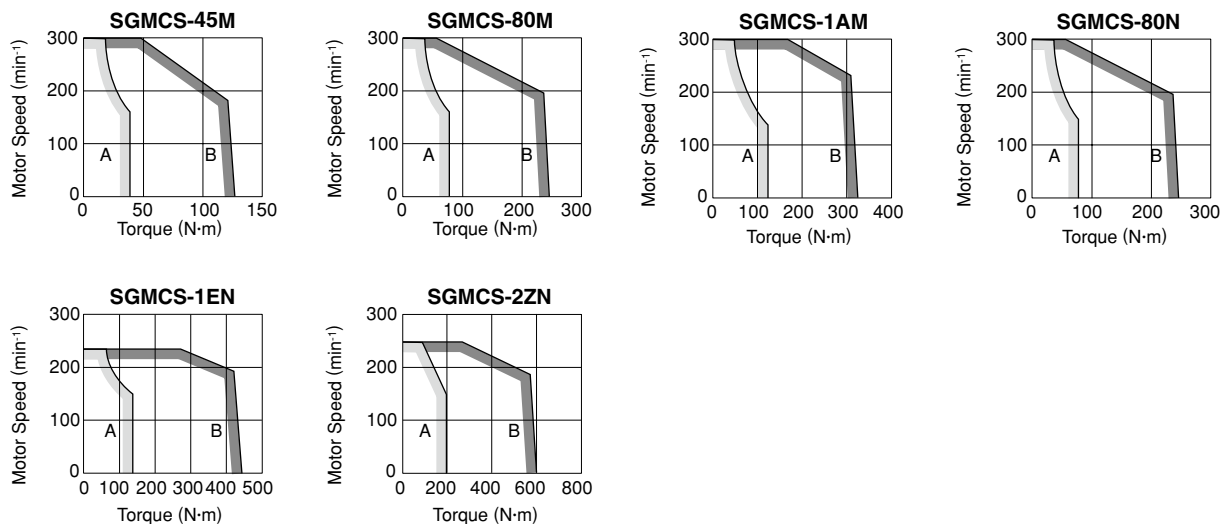 SGMCS-45M
300
200
100
0
Motor Speed (min-1)
A
B
0 50 100 150
Torque (N·m)
SGMCS-80M
300
200
100
0
Motor Speed (min-1)
A
B
0 100 200 300
Torque (N·m)
SGMCS-1AM
300
200
100
0
Motor Speed (min-1)
A
B
0 100 200 300 400
Torque (N·m)
SGMCS-80N
300
200
100
0
Motor Speed (min-1)
A
B
0 100 200 300
Torque (N·m)
SGMCS-1EN
300
200
100
0
Motor Speed (min-1)
A
B
0 100 200 300 400 500
Torque (N·m)
SGMCS-2ZN
300
200
100
0
Motor Speed (min-1)
A
B
0 200 400 600 800
Torque (N·m)